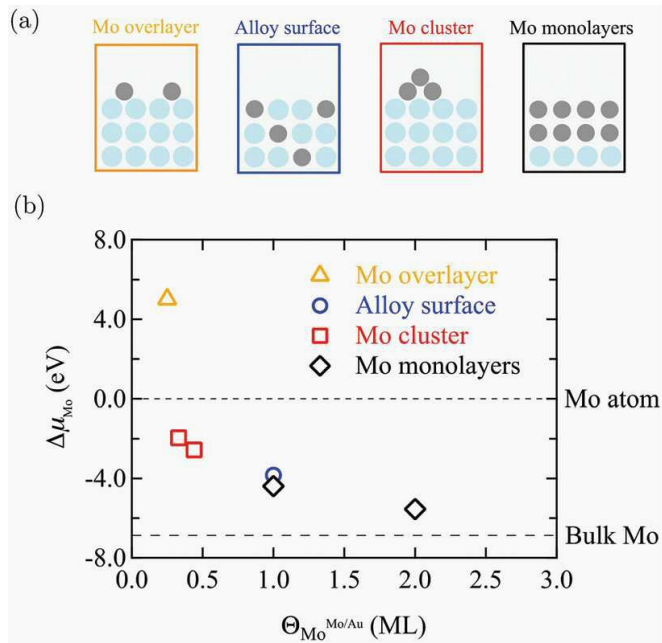 (a)
Mo overlayer Alloy surface Mo cluster Mo monolayers
(b)
8.0
Mo overlayer
Alloy surface
4.0
Mo cluster
Mo monolayers
0.0
Mo atom
Δμ_Mo (eV)
-4.0
Bulk Mo
-8.0
0.0 0.5 1.0 1.5 2.0 2.5 3.0
Θ_Mo^Mo/Au (ML)